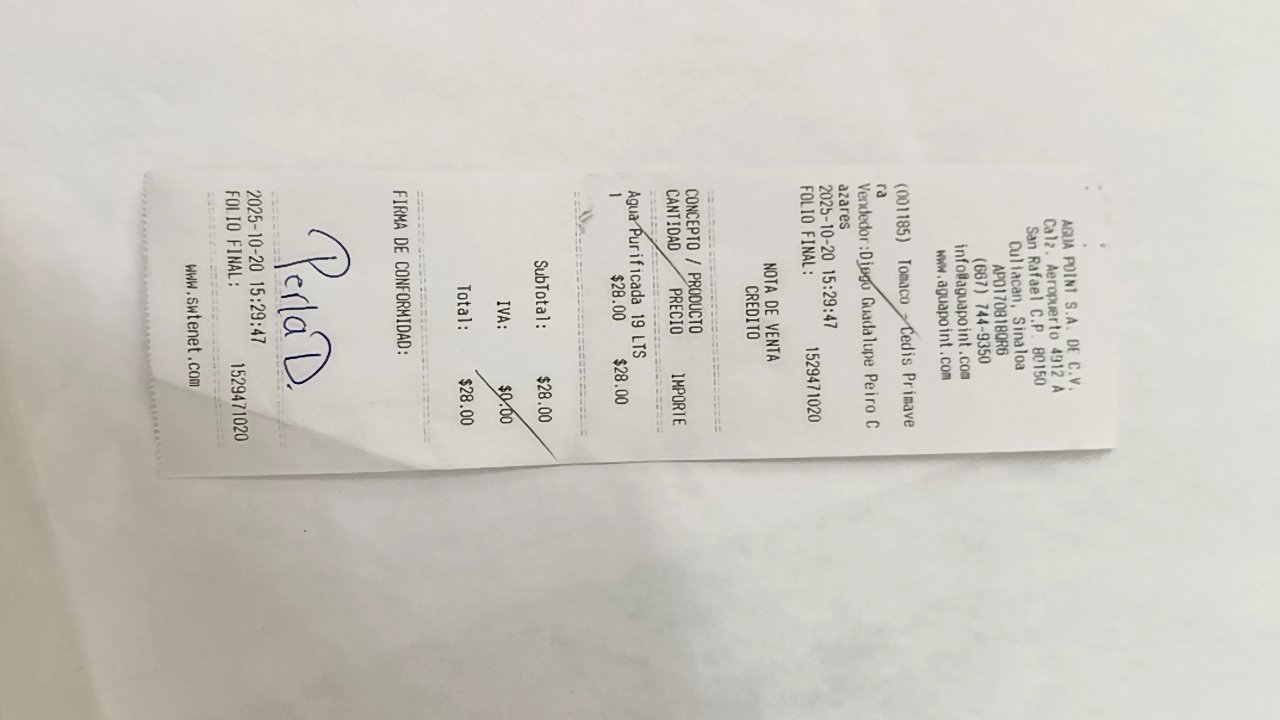 AGUA POINT S.A. DE C.V.
Calz. Aeropuerto 4912 A
San Rafael C.P. 80150
Culiacan, Sinaloa
APO170818QR6
(667) 744-9350
info@aguapoint.com
www.aguapoint.com
(001185) Tomaco - Cedis Primave
ra
Vendedor:Diego Guadalupe Peiro C
azares
2025-10-20 15:29:47
FOLIO FINAL: 1529471020
NOTA DE VENTA
CREDITO
CONCEPTO / PRODUCTO
CANTIDAD PRECIO IMPORTE
Agua Purificada 19 LTS
1 $28.00 $28.00
SubTotal: $28.00
IVA: $0.00
Total: $28.00
FIRMA DE CONFORMIDAD:
Perla D.
2025-10-20 15:29:47
FOLIO FINAL: 1529471020
www.swtenet.com